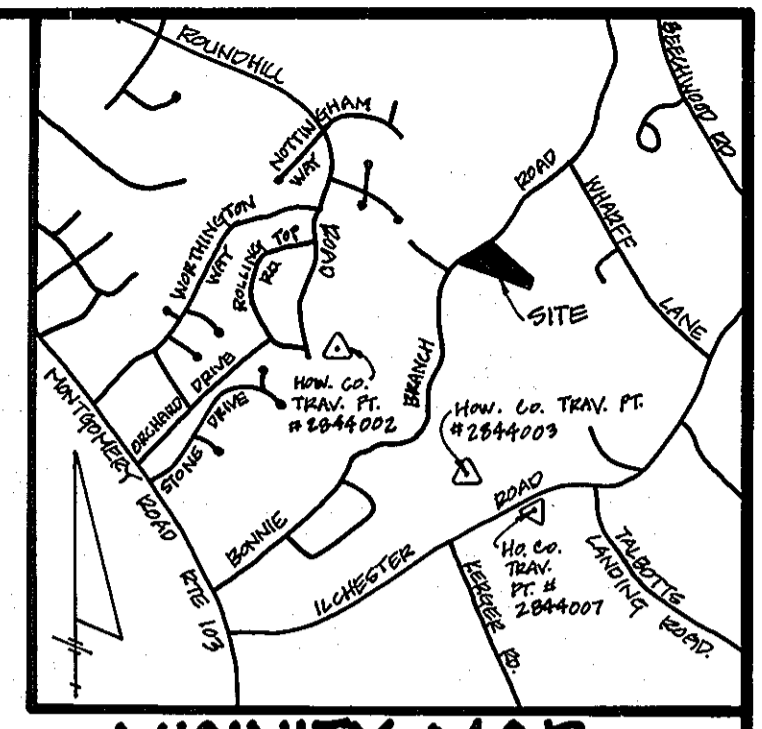 ROUNDHILL
ROAD
NOTTINGHAM
WAY
BEECHWOOD RD
ROAD
WHARFF
LANE
WORTHINGTON
WAY
ROLLING TOP
RD.
SITE
HOW. CO.
TRAV. PT.
#2844002
BRANCH
HOW. CO. TRAV. PT.
#2844003
ORCHARD DRIVE
STONE DRIVE
MONTGOMERY ROAD RTE 103
BONNIE
ILCHESTER
ROAD
HO. CO.
TRAV.
PT. #
2844007
KERGER RD.
TALBOTTS
LANDING ROAD.